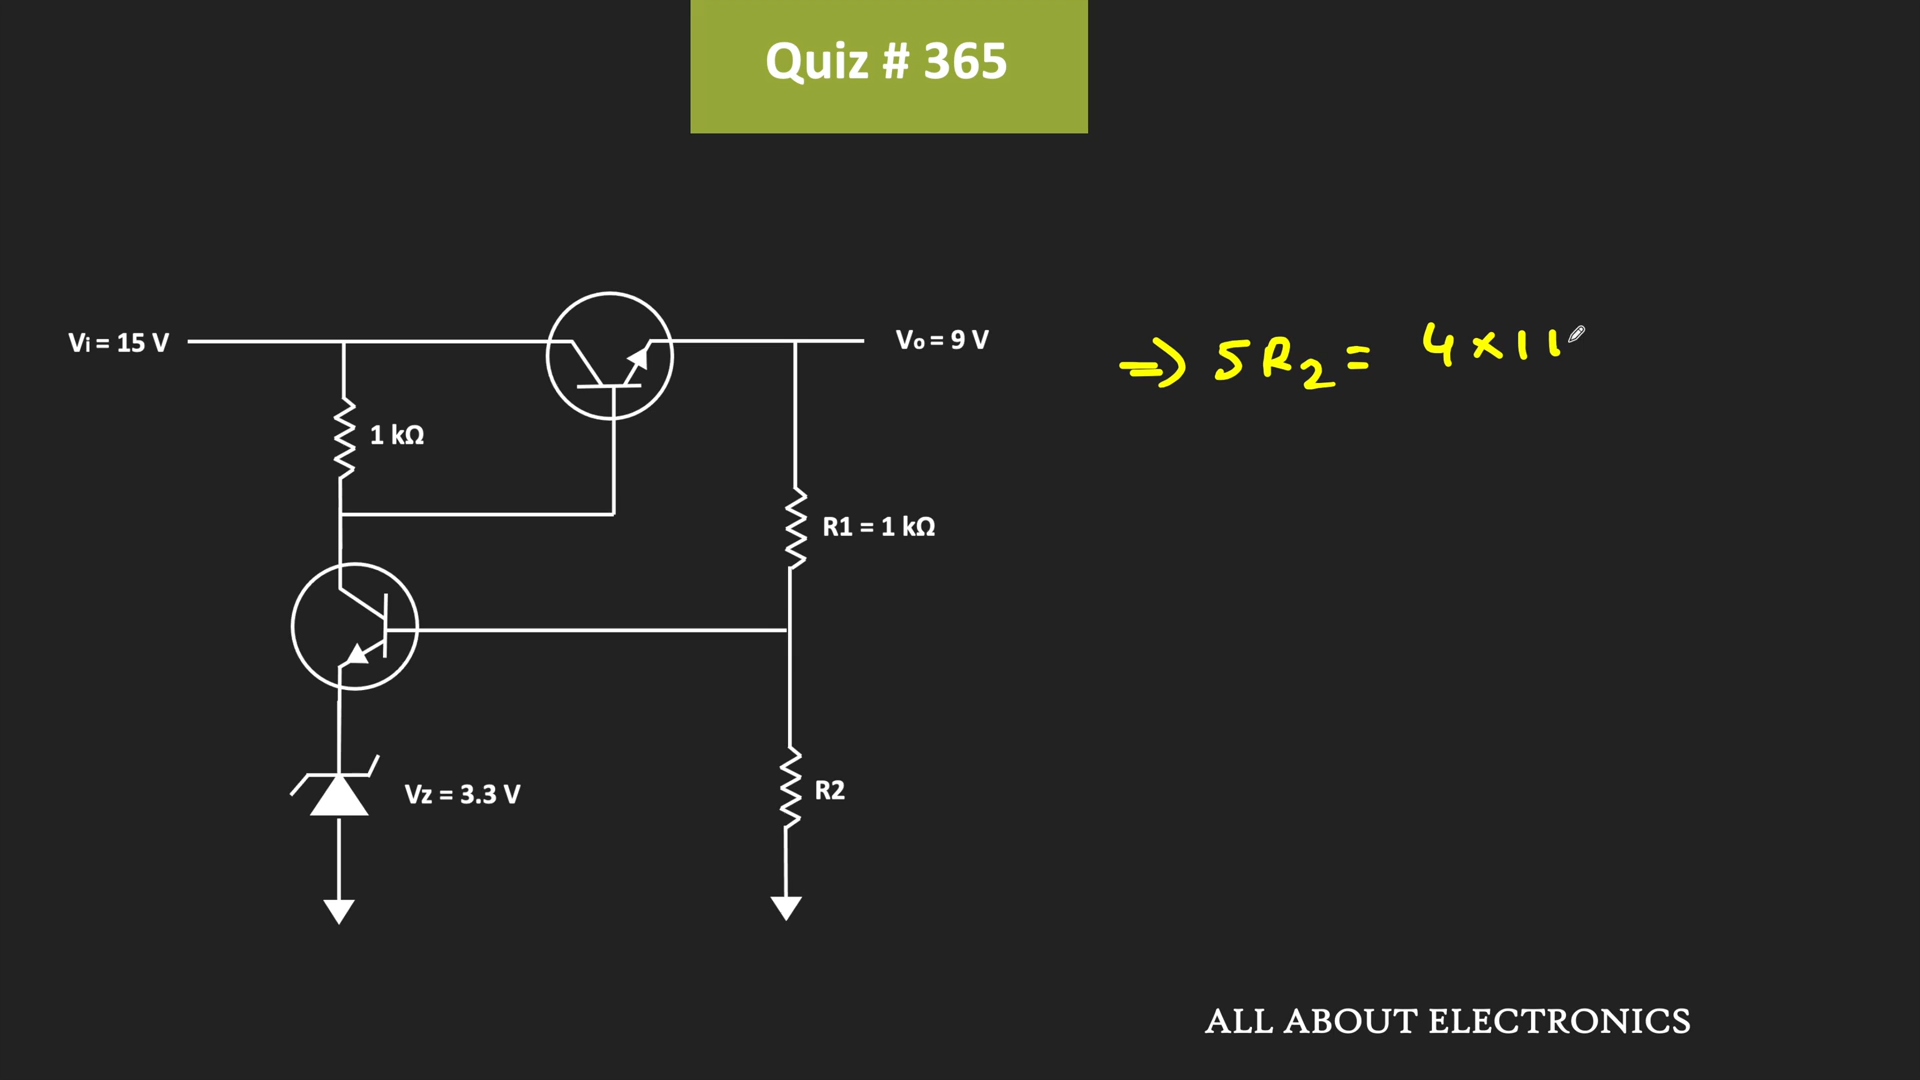 Quiz # 365
Vi = 15 V
Vo = 9 V
⇒ 5R₂ = 4×11
1 kΩ
R1 = 1 kΩ
Vz = 3.3 V
R2
ALL ABOUT ELECTRONICS